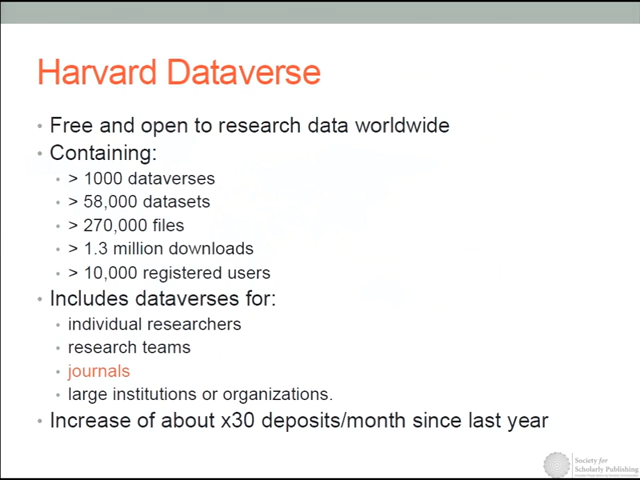 Harvard Dataverse
• Free and open to research data worldwide
• Containing:
• > 1000 dataverses
• > 58,000 datasets
• > 270,000 files
• > 1.3 million downloads
• > 10,000 registered users
• Includes dataverses for:
• individual researchers
• research teams
• journals
• large institutions or organizations.
• Increase of about x30 deposits/month since last year
Society for
Scholarly Publishing